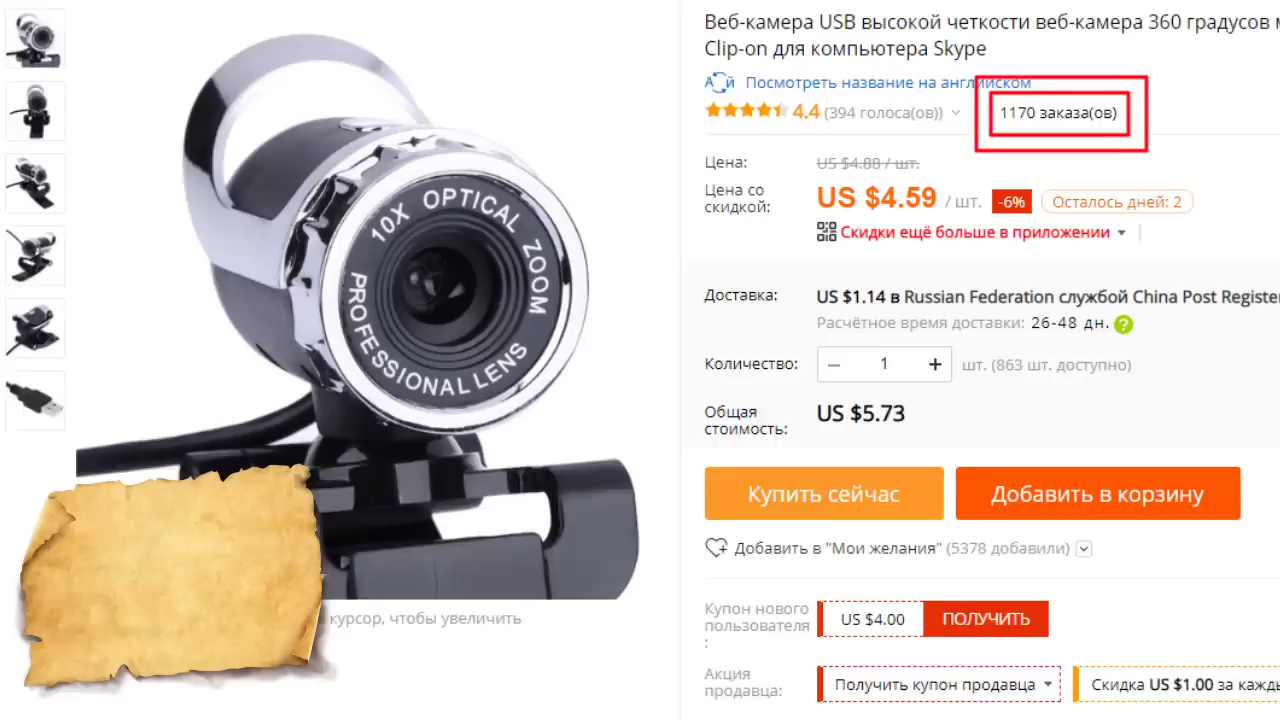 Веб-камера USB высокой четкости веб-камера 360 градусов
Clip-on для компьютера Skype
Посмотреть название на английском
4.4 (394 голоса(ов))
1170 заказа(ов)
Цена:
US $4.88 / шт.
Цена со
скидкой:
US $4.59 / шт.
-6%
Осталось дней: 2
Скидки ещё больше в приложении
Доставка:
US $1.14 в Russian Federation службой China Post Register
Расчётное время доставки: 26-48 дн. ?
Количество:
− 1 +
шт. (863 шт. доступно)
Общая
стоимость:
US $5.73
Купить сейчас
Добавить в корзину
Добавить в "Мои желания" (5378 добавили)
Купон нового
пользователя
:
US $4.00
ПОЛУЧИТЬ
Акция
продавца:
Получить купон продавца
Скидка US $1.00 за кажды
10X OPTICAL ZOOM
PROFESSIONAL LENS
курсор, чтобы увеличить